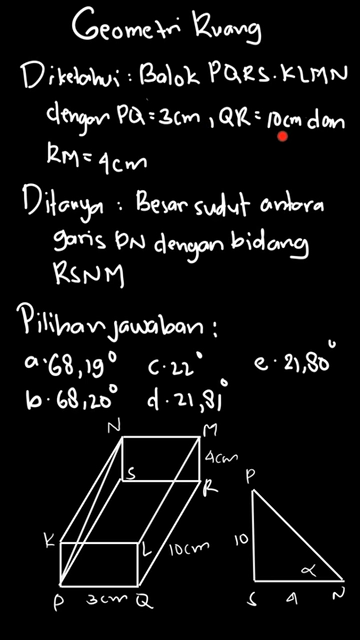 Geometri Ruang
Diketahui : Balok PQRS.KLMN
dengan PQ = 3cm, QR = 10cm dan
RM = 4cm
Ditanya : Besar sudut antara
garis PN dengan bidang
RSNM
Pilihan jawaban :
a. 68,19° c. 22° e. 21,80°
b. 68,20° d. 21,81°
N M
S 4cm
R P
K L 10cm 10
α
P 3cm Q S 4 N